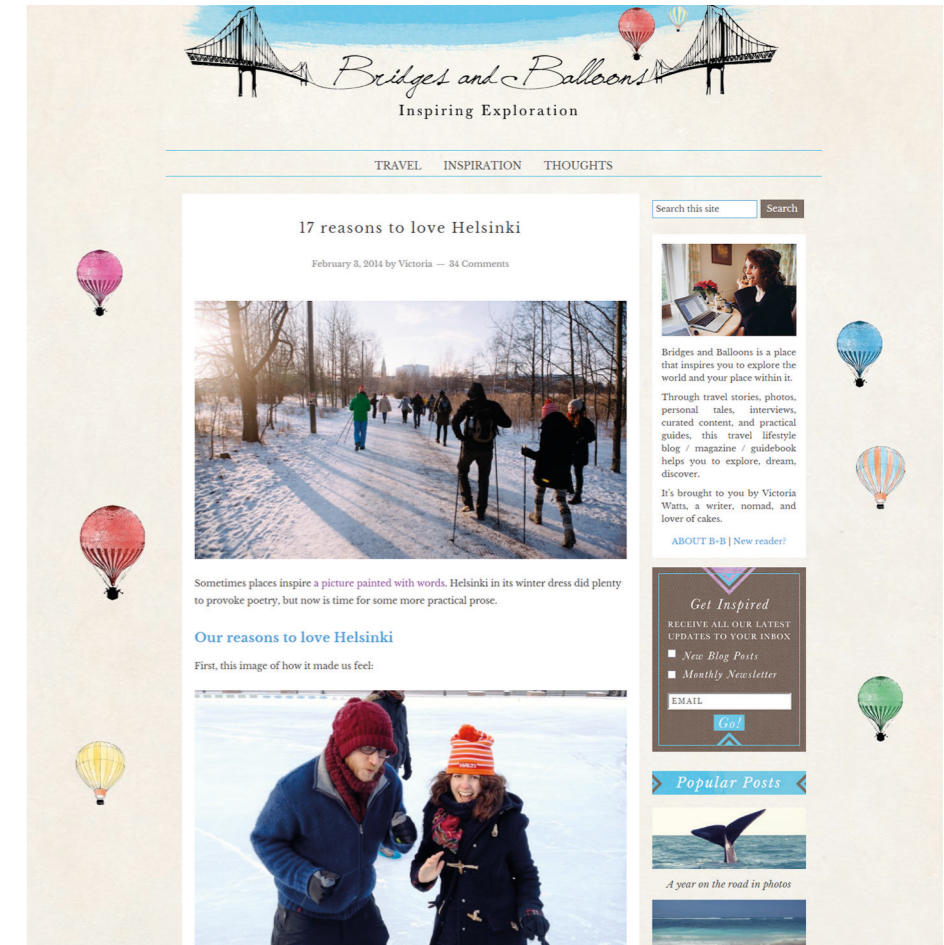 Bridges and Balloons
Inspiring Exploration
TRAVEL INSPIRATION THOUGHTS
17 reasons to love Helsinki
February 3, 2014 by Victoria — 34 Comments
Sometimes places inspire a picture painted with words. Helsinki in its winter dress did plenty
to provoke poetry, but now is time for some more practical prose.
Our reasons to love Helsinki
First, this image of how it made us feel:
Search this site Search
Bridges and Balloons is a place
that inspires you to explore the
world and your place within it.
Through travel stories, photos,
personal tales, interviews,
curated content, and practical
guides, this travel lifestyle
blog / magazine / guidebook
helps you to explore, dream,
discover.
It's brought to you by Victoria
Watts, a writer, nomad, and
lover of cakes.
ABOUT B+B | New reader?
Get Inspired
RECEIVE ALL OUR LATEST
UPDATES TO YOUR INBOX
New Blog Posts
Monthly Newsletter
EMAIL
Go!
Popular Posts
A year on the road in photos